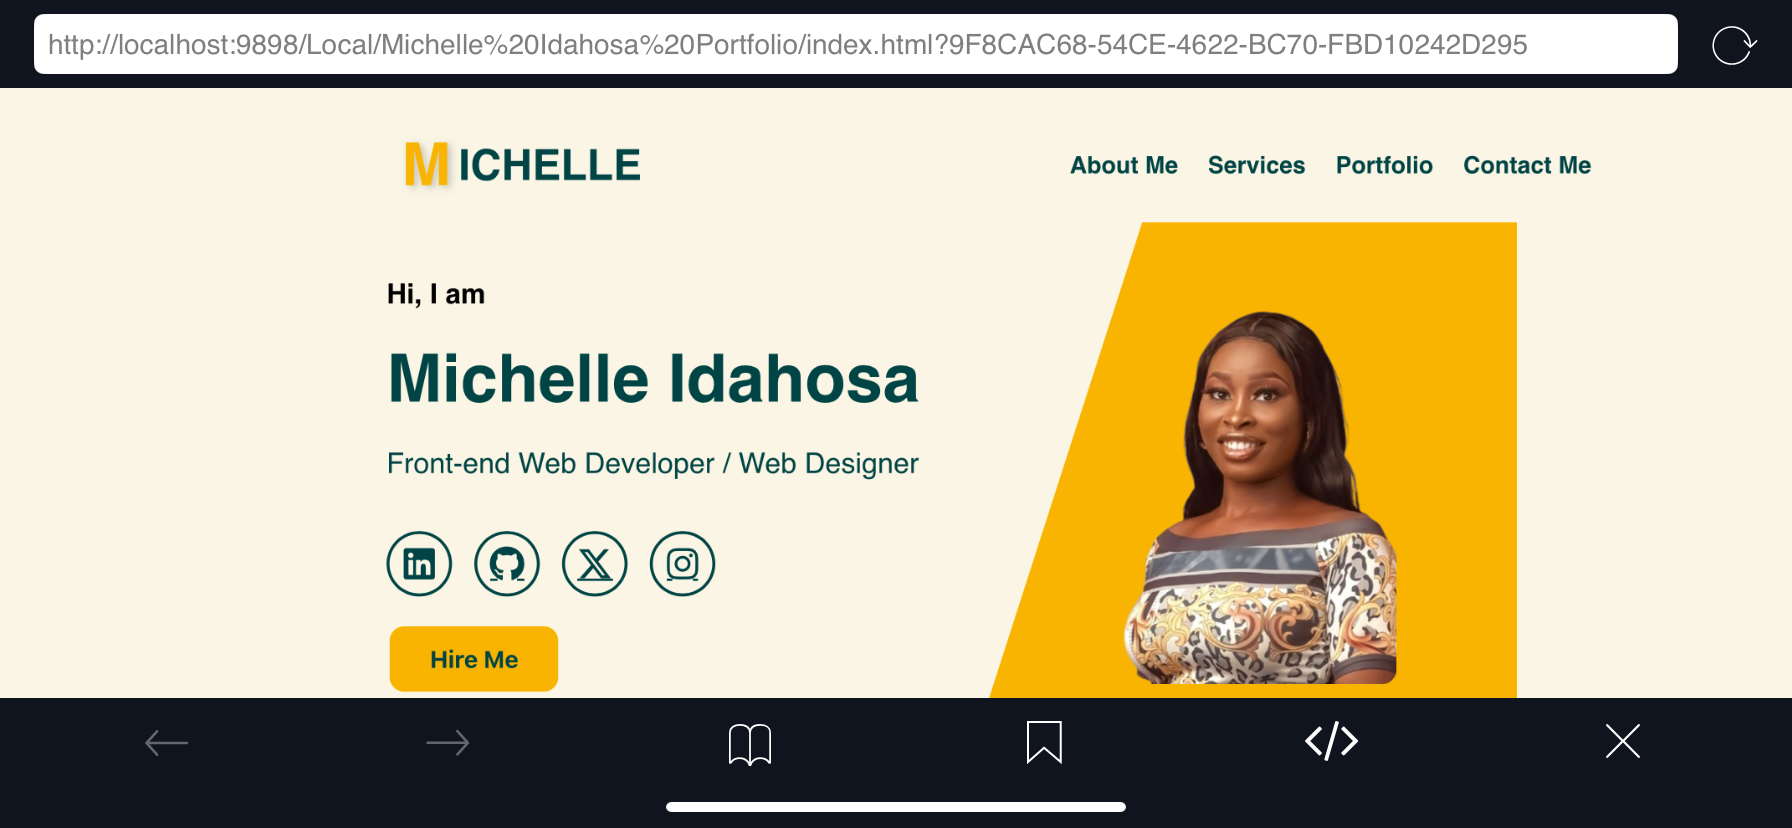 http://localhost:9898/Local/Michelle%20Idahosa%20Portfolio/index.html?9F8CAC68-54CE-4622-BC70-FBD10242D295
MICHELLE
About Me Services Portfolio Contact Me
Hi, I am
Michelle Idahosa
Front-end Web Developer / Web Designer
Hire Me